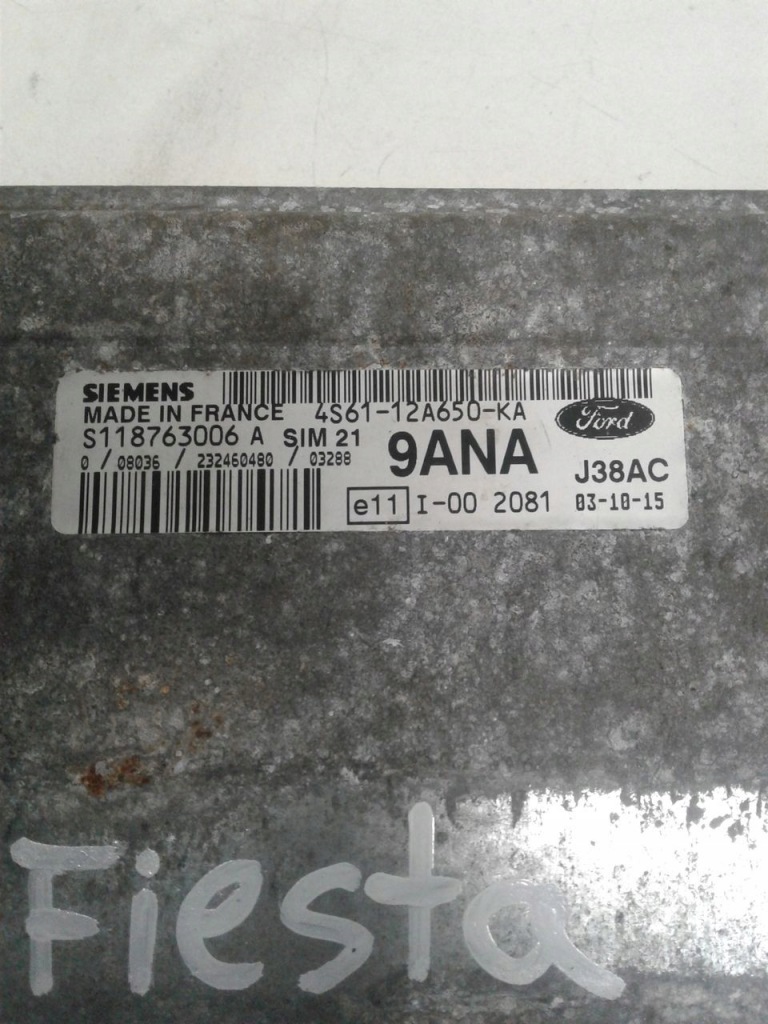 SIEMENS
MADE IN FRANCE 4S61-12A650-KA
Ford
S118763006 A SIM 21
9ANA
0 / 08036 / 232460480 / 03288
J38AC
e11 I-00 2081 03-10-15
Fiesta